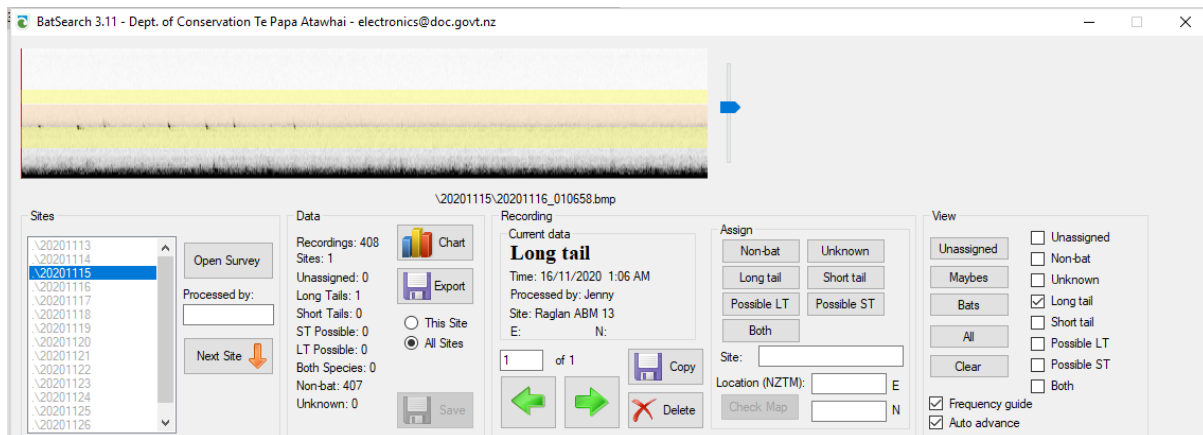 BatSearch 3.11 - Dept. of Conservation Te Papa Atawhai - electronics@doc.govt.nz
\20201115\20201116_010658.bmp
Sites
.\20201113
.\20201114
.\20201115
.\20201116
.\20201117
.\20201118
.\20201119
.\20201120
.\20201121
.\20201122
.\20201123
.\20201124
.\20201125
.\20201126
Open Survey
Processed by:
Next Site
Data
Recordings: 408
Sites: 1
Unassigned: 0
Long Tails: 1
Short Tails: 0
ST Possible: 0
LT Possible: 0
Both Species: 0
Non-bat: 407
Unknown: 0
Chart
Export
This Site
All Sites
Save
Recording
Current data
Long tail
Time: 16/11/2020 1:06 AM
Processed by: Jenny
Site: Raglan ABM 13
E: N:
1 of 1
Copy
Delete
Assign
Non-bat Unknown
Long tail Short tail
Possible LT Possible ST
Both
Site:
Location (NZTM): E
Check Map N
View
Unassigned
Maybes
Bats
All
Clear
Unassigned
Non-bat
Unknown
Long tail
Short tail
Possible LT
Possible ST
Both
Frequency guide
Auto advance